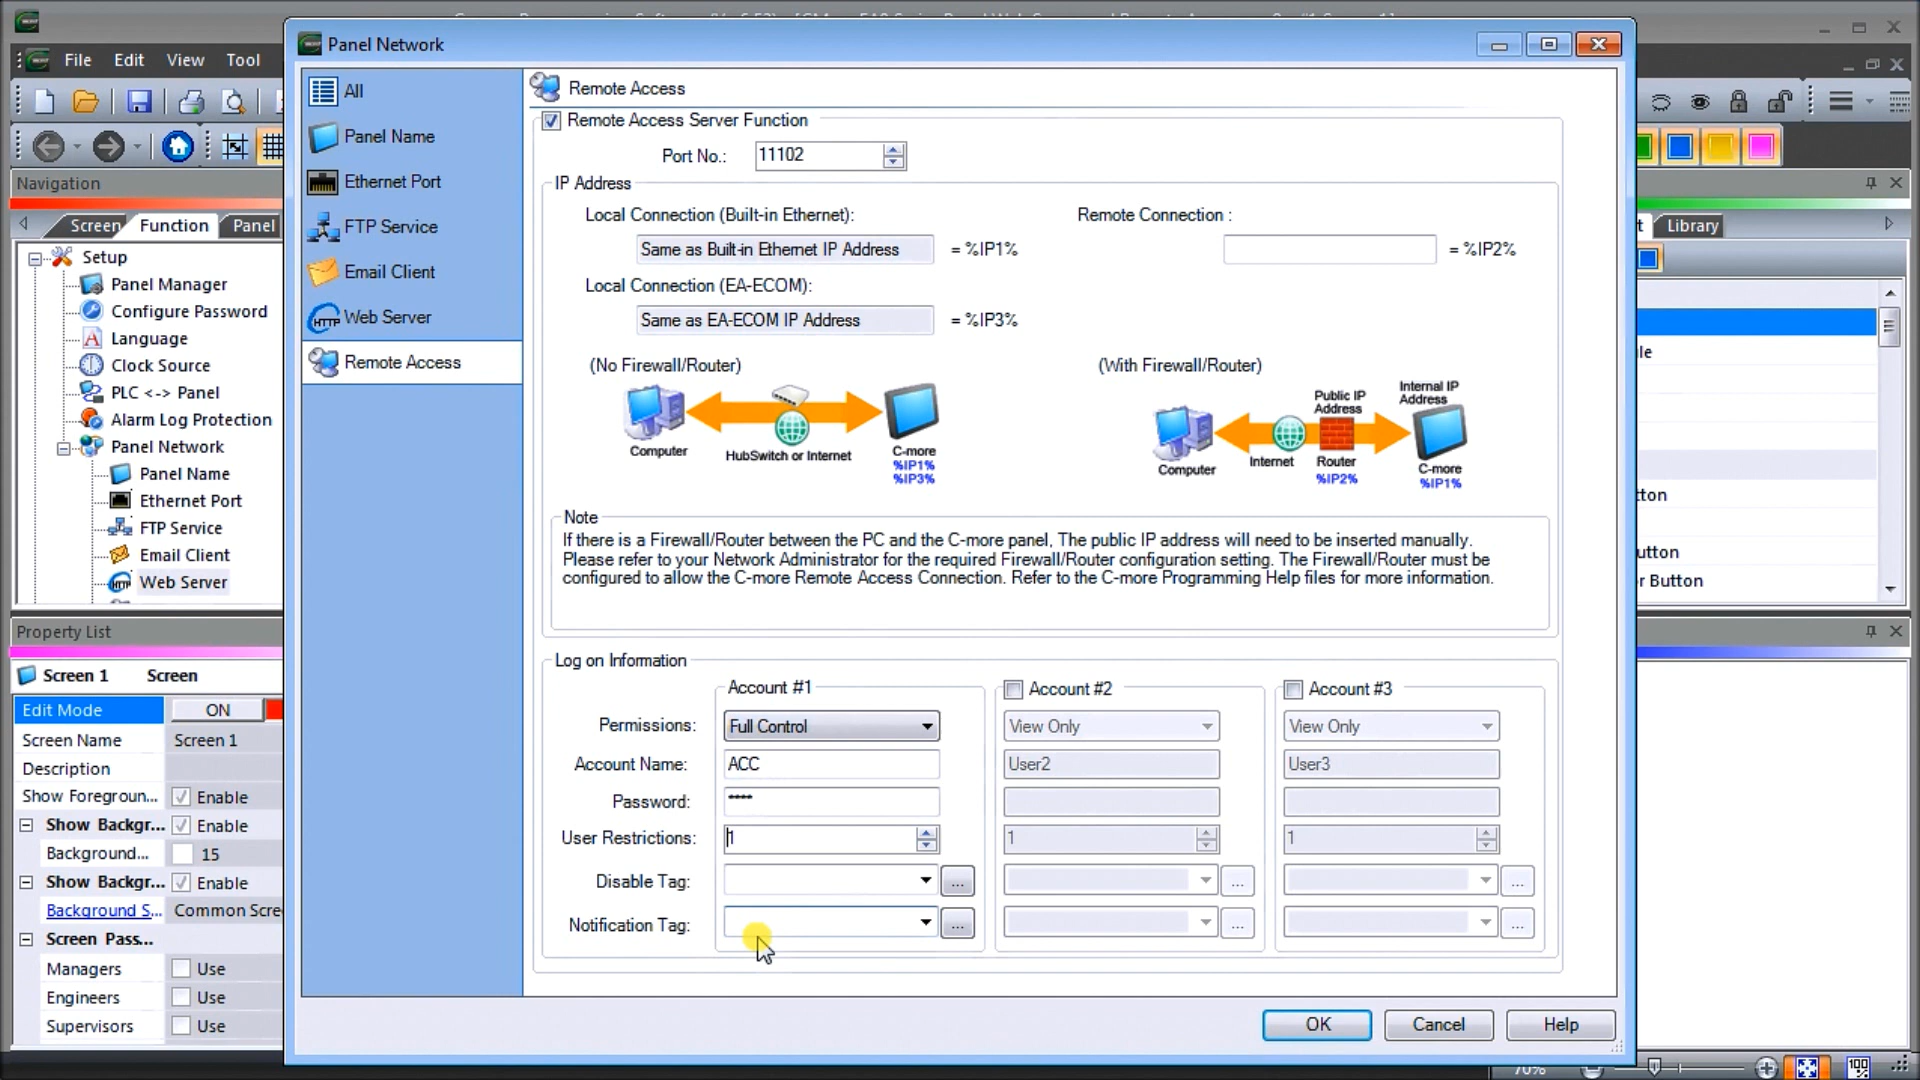 Panel Network
File Edit View Tool
Navigation
Screen Function Panel
Setup
Panel Manager
Configure Password
Language
Clock Source
PLC <-> Panel
Alarm Log Protection
Panel Network
Panel Name
Ethernet Port
FTP Service
Email Client
Web Server
Property List
Screen 1 Screen
Edit Mode ON
Screen Name Screen 1
Description
Show Foregroun... Enable
Show Backgr... Enable
Background... 15
Show Backgr... Enable
Background S... Common Scre
Screen Pass...
Managers Use
Engineers Use
Supervisors Use
All
Panel Name
Ethernet Port
FTP Service
Email Client
HTTP Web Server
Remote Access
Remote Access
Remote Access Server Function
Port No.: 11102
IP Address
Local Connection (Built-in Ethernet): Remote Connection :
Same as Built-in Ethernet IP Address = %IP1% = %IP2%
Local Connection (EA-ECOM):
Same as EA-ECOM IP Address = %IP3%
(No Firewall/Router) (With Firewall/Router)
Computer
HubSwitch or Internet
C-more
%IP1%
%IP3%
Public IP
Address
Internal IP
Address
Computer
Internet
Router
%IP2%
C-more
%IP1%
Note
If there is a Firewall/Router between the PC and the C-more panel, The public IP address will need to be inserted manually.
Please refer to your Network Administrator for the required Firewall/Router configuration setting. The Firewall/Router must be
configured to allow the C-more Remote Access Connection. Refer to the C-more Programming Help files for more information.
Log on Information
Account #1 Account #2 Account #3
Permissions: Full Control View Only View Only
Account Name: ACC User2 User3
Password: ****
User Restrictions: 1 1 1
Disable Tag: ... ... ...
Notification Tag: ... ... ...
OK Cancel Help
t Library
le
tton
utton
r Button
70%
100